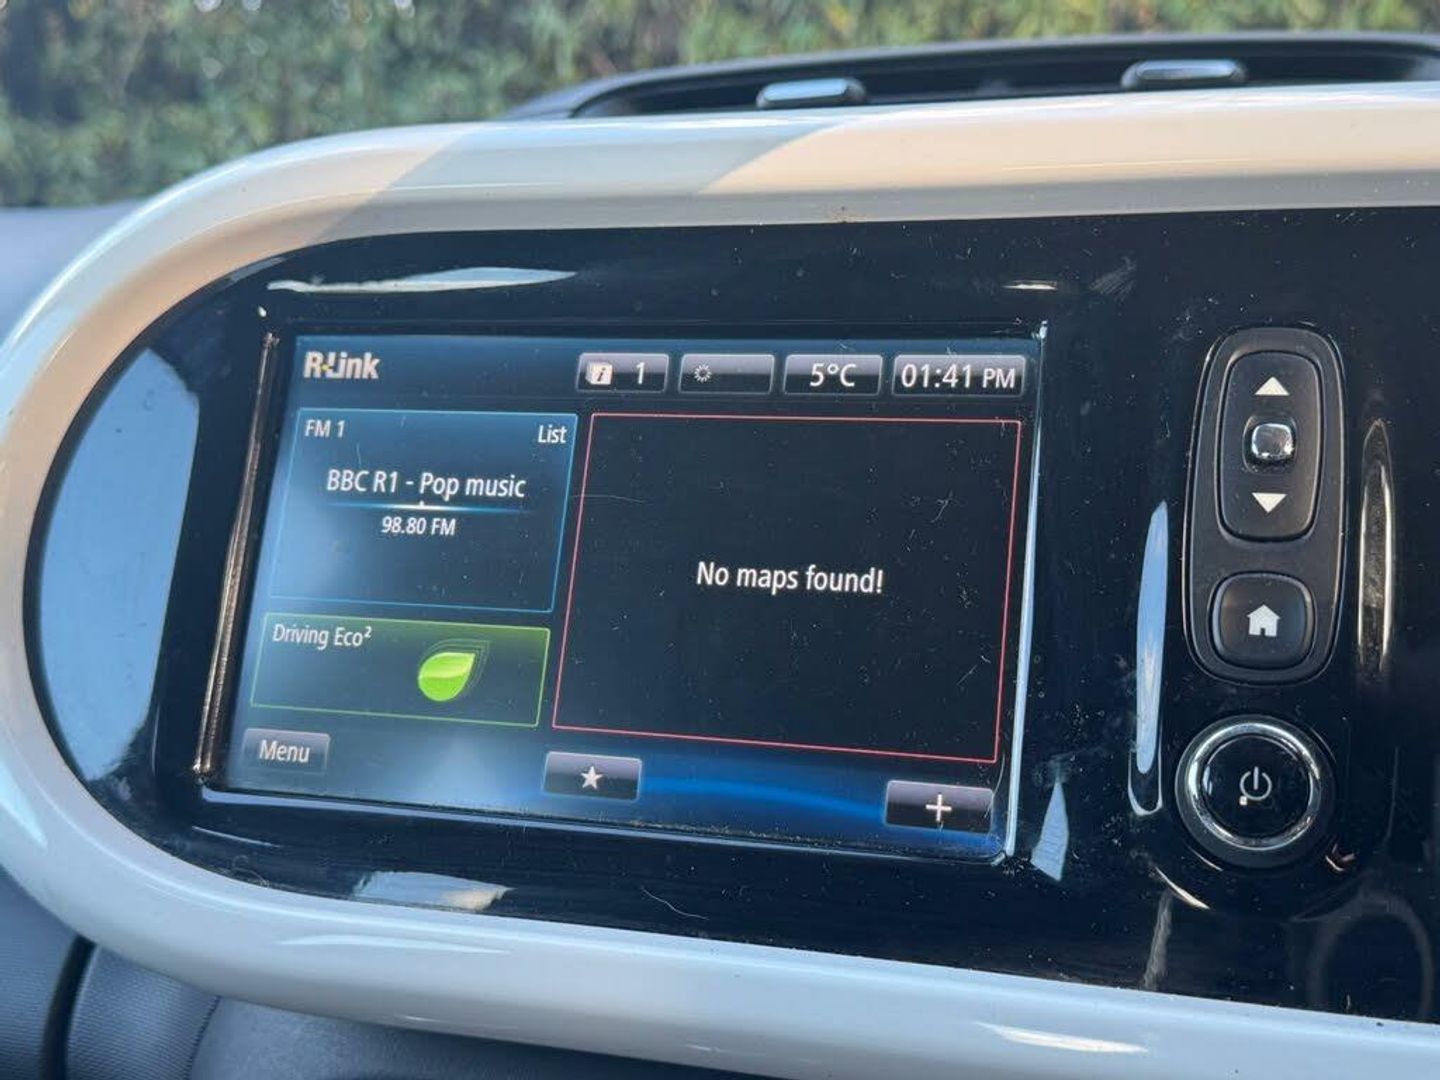 R-Link
i 1
5°C
01:41 PM
FM 1
List
BBC R1 - Pop music
98.80 FM
No maps found!
Driving Eco²
Menu